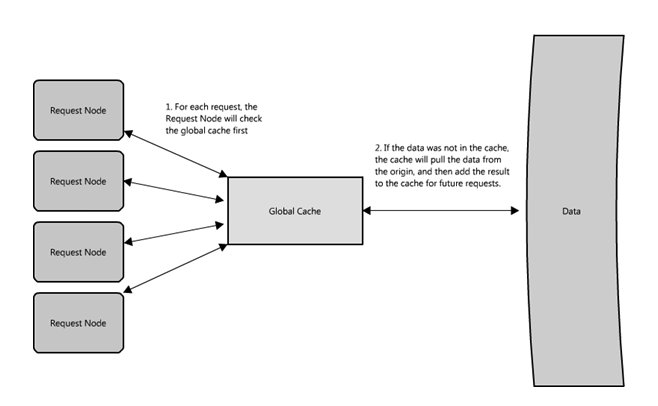 Request Node
Request Node
Request Node
Request Node
1. For each request, the
Request Node will check
the global cache first
Global Cache
2. If the data was not in the cache,
the cache will pull the data from
the origin, and then add the result
to the cache for future requests.
Data